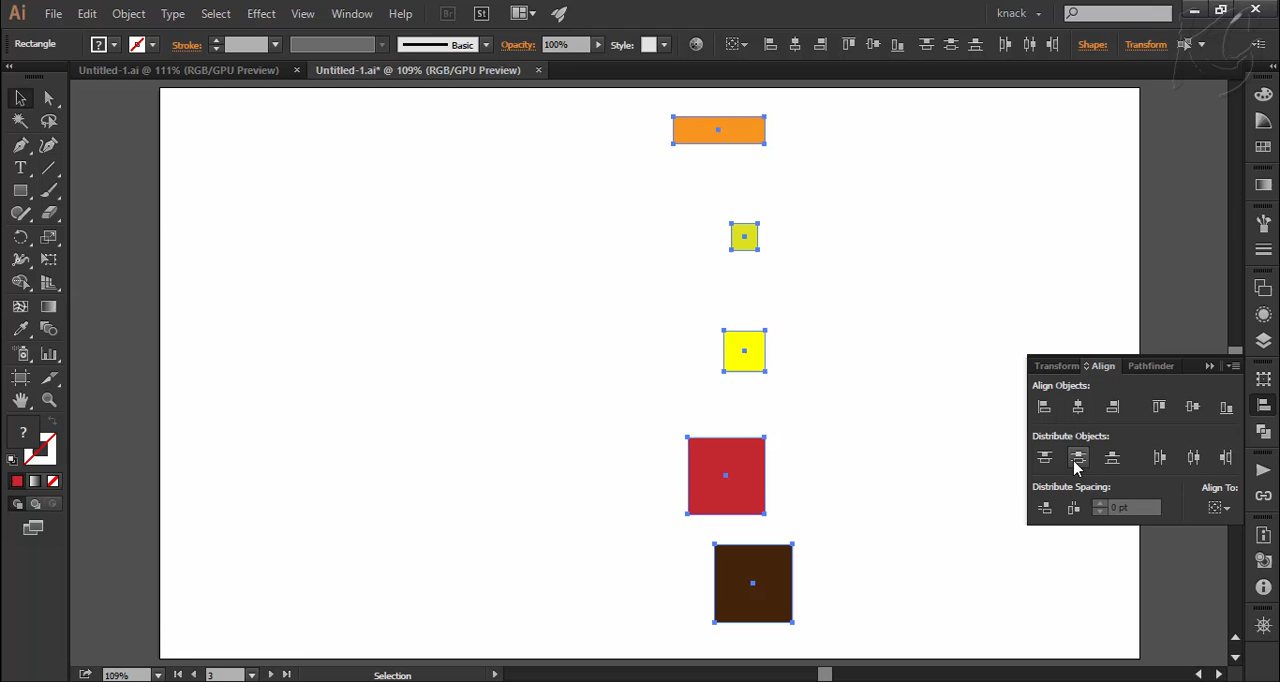 Ai File Edit Object Type Select Effect View Window Help Br St knack
Rectangle ? Stroke: Basic Opacity: 100% Style: Shape: Transform
Untitled-1.ai @ 111% (RGB/GPU Preview) × Untitled-1.ai* @ 109% (RGB/GPU Preview) ×
Transform Align Pathfinder
Align Objects:
Distribute Objects:
Distribute Spacing: Align To:
0 pt
?
109% 3 Selection